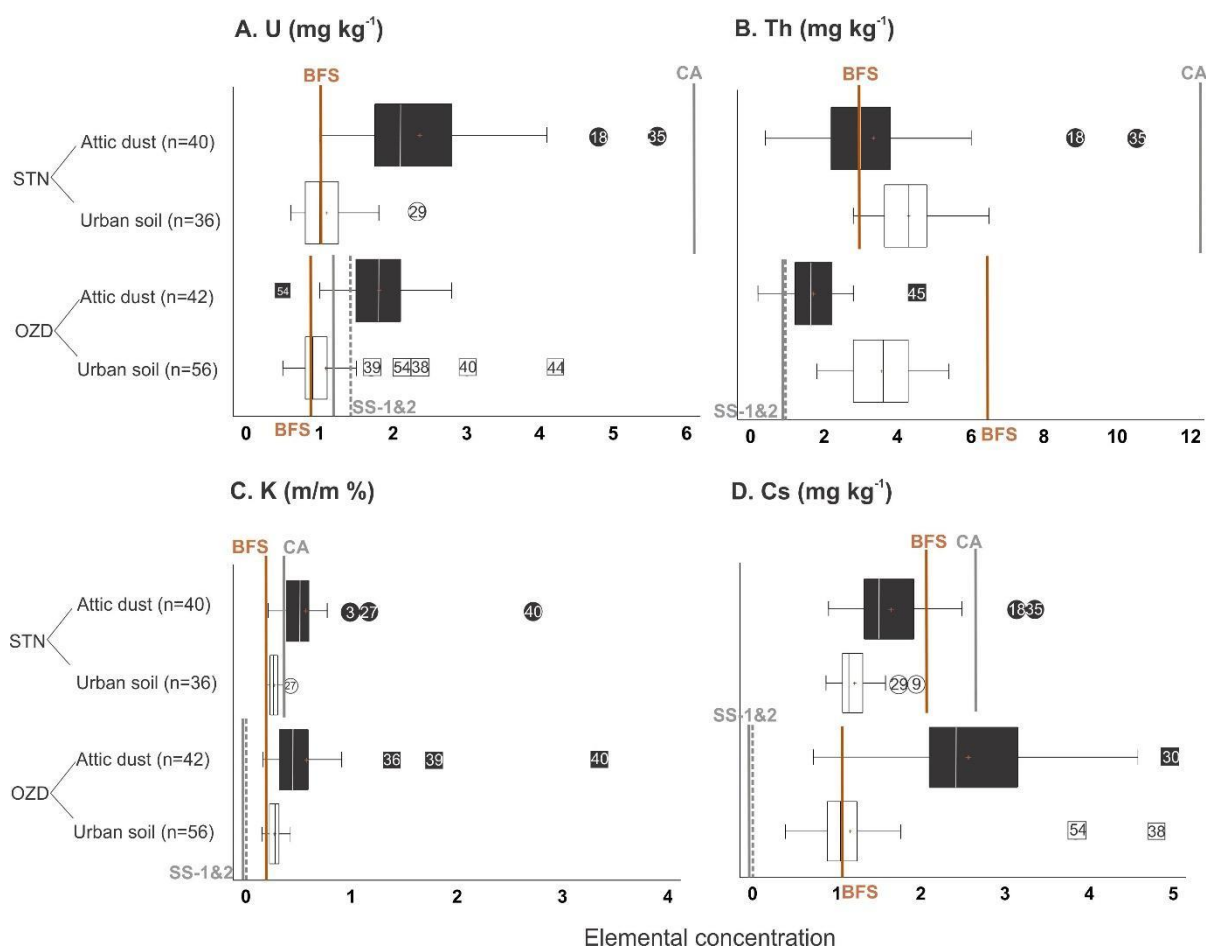 A. U (mg kg⁻¹)
B. Th (mg kg⁻¹)
BFS
CA
BFS
CA
STN
Attic dust (n=40)
18
35
18
35
Urban soil (n=36)
29
OZD
Attic dust (n=42)
54
45
Urban soil (n=56)
39
54
38
40
44
SS-1&2
SS-1&2
BFS
BFS
0 1 2 3 4 5 6
0 2 4 6 8 10 12
C. K (m/m %)
D. Cs (mg kg⁻¹)
BFS
CA
BFS
CA
STN
Attic dust (n=40)
3
27
40
18
35
Urban soil (n=36)
27
29
9
SS-1&2
OZD
Attic dust (n=42)
36
39
40
30
Urban soil (n=56)
54
38
SS-1&2
0 1 2 3 4
0 1 2 3 4 5
BFS
Elemental concentration